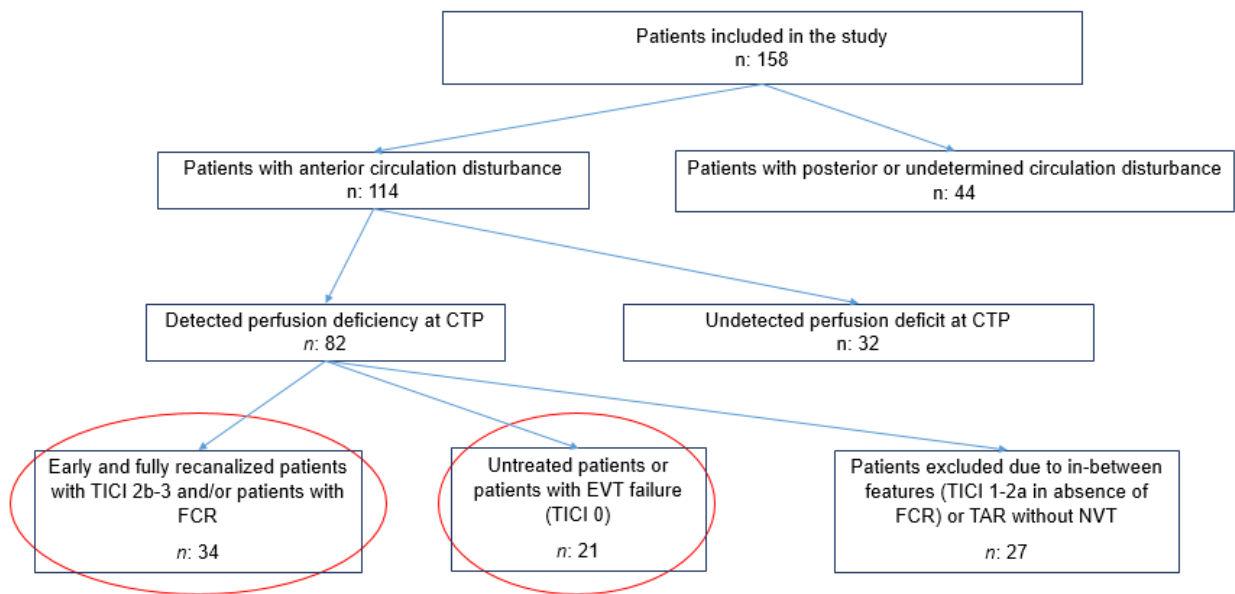 Patients included in the study
n: 158
Patients with anterior circulation disturbance
n: 114
Patients with posterior or undetermined circulation disturbance
n: 44
Detected perfusion deficiency at CTP
n: 82
Undetected perfusion deficit at CTP
n: 32
Early and fully recanalized patients
with TICI 2b-3 and/or patients with
FCR
n: 34
Untreated patients or
patients with EVT failure
(TICI 0)
n: 21
Patients excluded due to in-between
features (TICI 1-2a in absence of
FCR) or TAR without NVT
n: 27